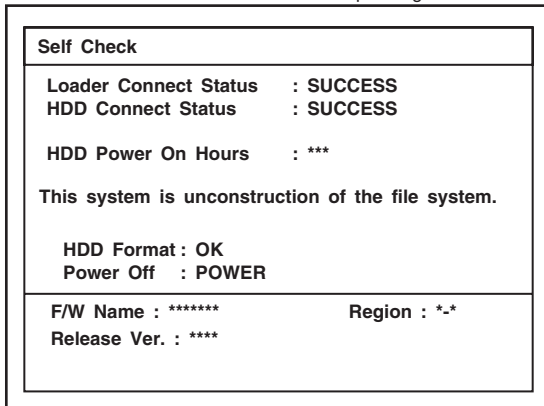 Self Check
Loader Connect Status : SUCCESS
HDD Connect Status : SUCCESS
HDD Power On Hours : ***
This system is unconstruction of the file system.
HDD Format : OK
Power Off : POWER
F/W Name : ******* Region : *-*
Release Ver. : ****